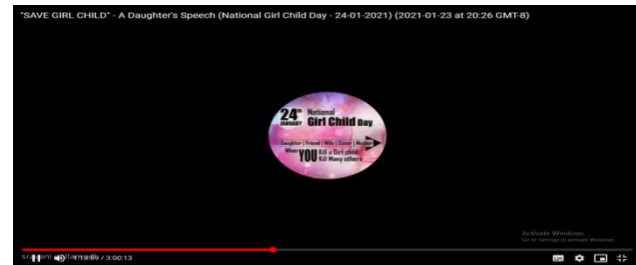 "SAVE GIRL CHILD" - A Daughter's Speech (National Girl Child Day - 24-01-2021) (2021-01-23 at 20:26 GMT-8)
24th JANUARY
National
Girl Child Day
Daughter | Friend | Wife | Sister | Mother
When YOU Kill a Girl child
Kill Many others
Activate Windows
Go to Settings to activate Windows.
/ 3:00:13